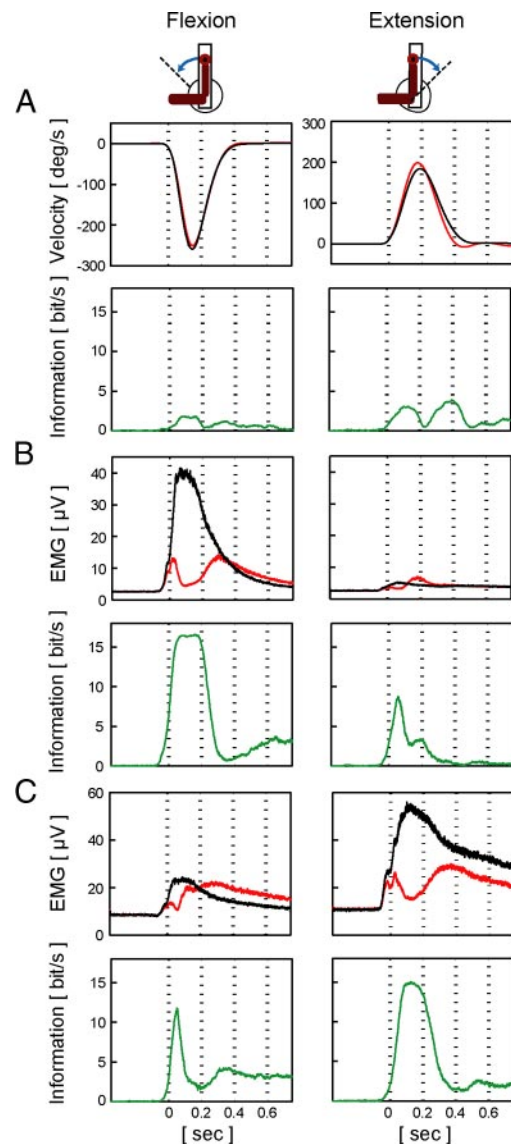 Flexion Extension
A
Velocity [ deg/s]
0
-100
-200
-300
300
200
100
0
Information [ bit/s]
15
10
5
0
B
EMG [ µV]
40
30
20
10
0
Information [ bit/s]
15
10
5
0
C
EMG [ µV]
60
40
20
0
Information [ bit/s]
15
10
5
0
0 0.2 0.4 0.6 0 0.2 0.4 0.6
[ sec] [ sec]